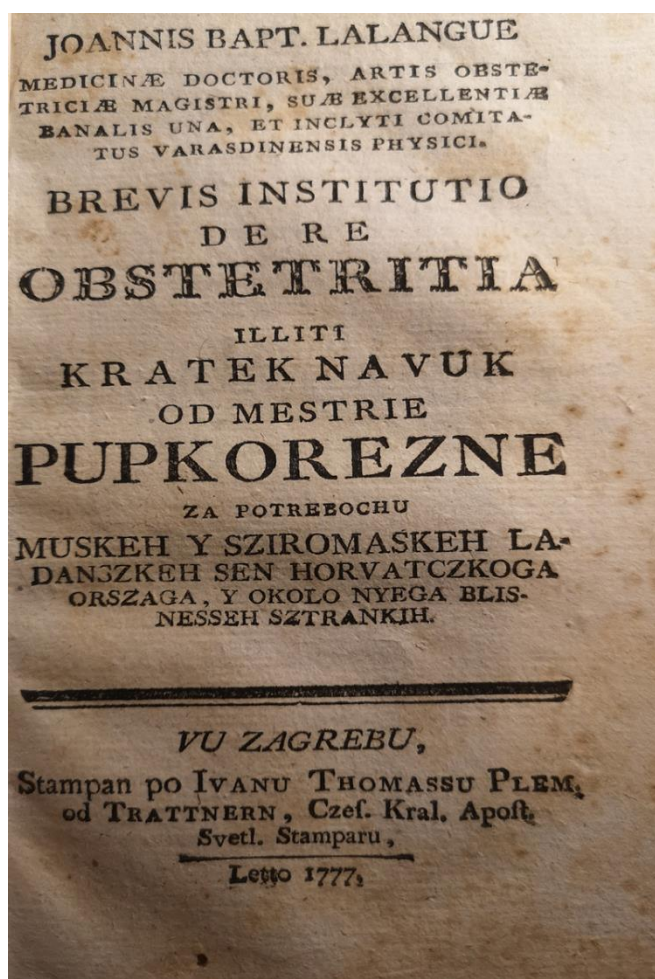 JOANNIS BAPT. LALANGUE
MEDICINÆ DOCTORIS, ARTIS OBSTE-
TRICIÆ MAGISTRI, SUÆ EXCELLENTIÆ
BANALIS UNA, ET INCLYTI COMITA-
TUS VARASDINENSIS PHYSICI.
BREVIS INSTITUTIO
DE RE
OBSTETRITIA
ILLITI
KRATEK NAVUK
OD MESTRIE
PUPKOREZNE
ZA POTREBOCHU
MUSKEH Y SZIROMASKEH LA-
DANSZKEH SEN HORVATCZKOGA
ORSZAGA, Y OKOLO NYEGA BLIS-
NESSEH SZTRANKIH.
VU ZAGREBU,
Stampan po IVANU THOMASSU PLEM.
od TRATTNERN, Czeſ. Kral. Apoſt.
Svetl. Stamparu,
Letto 1777.